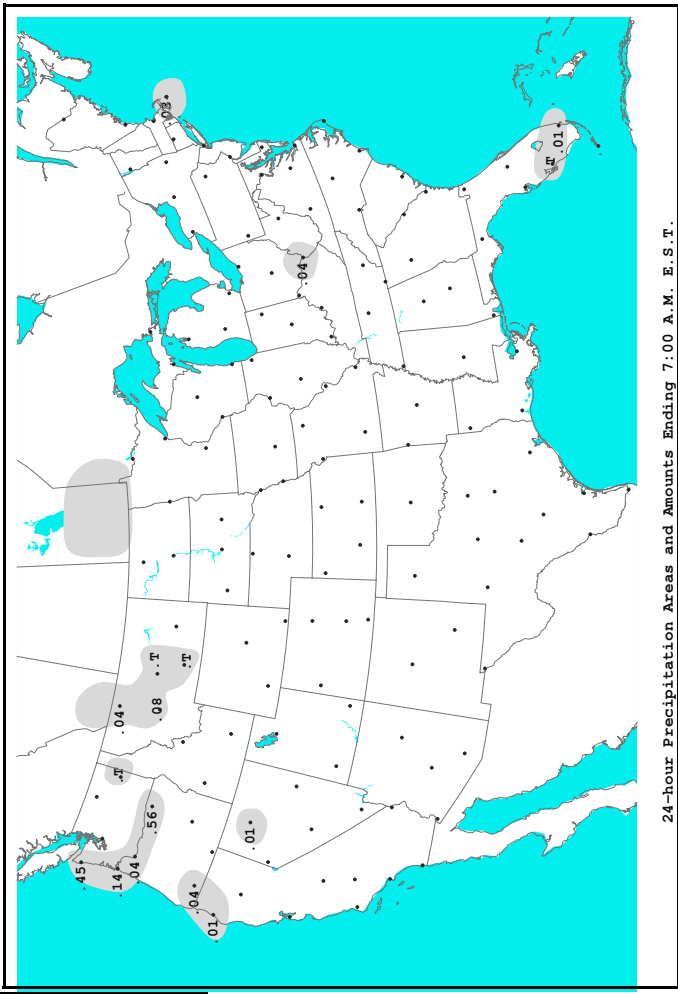 .45
.14
.T
.04
.04
.56
.08
.T
.03
.T
.04
.01
.01
.04
T
.01
24-hour Precipitation Areas and Amounts Ending 7:00 A.M. E.S.T.